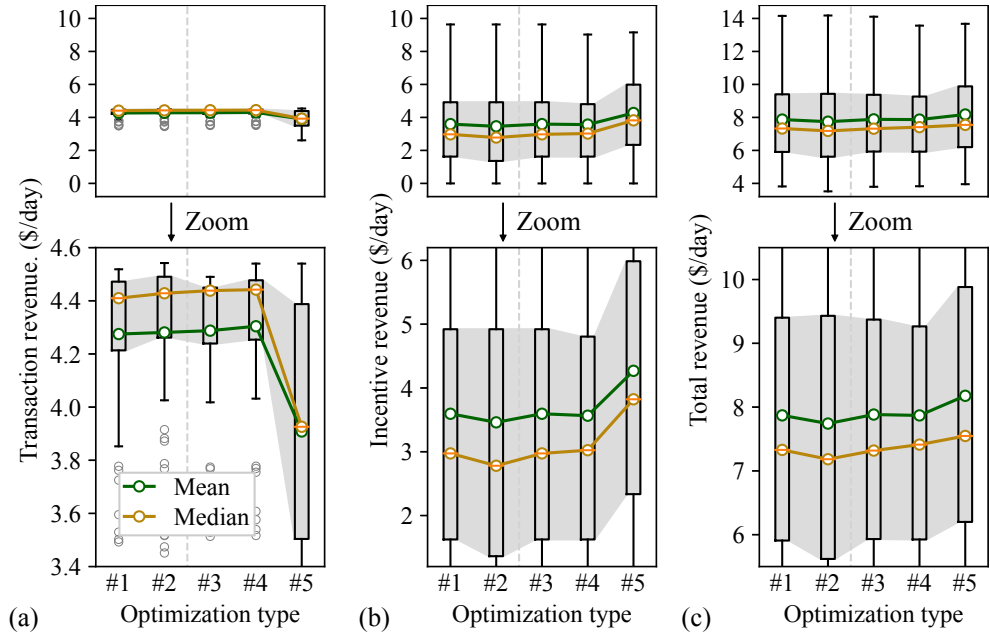 10
8
6
4
2
0
Zoom
4.6
4.4
4.2
4.0
3.8
3.6
3.4
Transaction revenue. ($/day)
Mean
Median
#1 #2 #3 #4 #5
(a) Optimization type
10
8
6
4
2
0
Zoom
6
5
4
3
2
Incentive revenue ($/day)
#1 #2 #3 #4 #5
(b) Optimization type
14
12
10
8
6
4
Zoom
10
9
8
7
6
Total revenue ($/day)
#1 #2 #3 #4 #5
(c) Optimization type